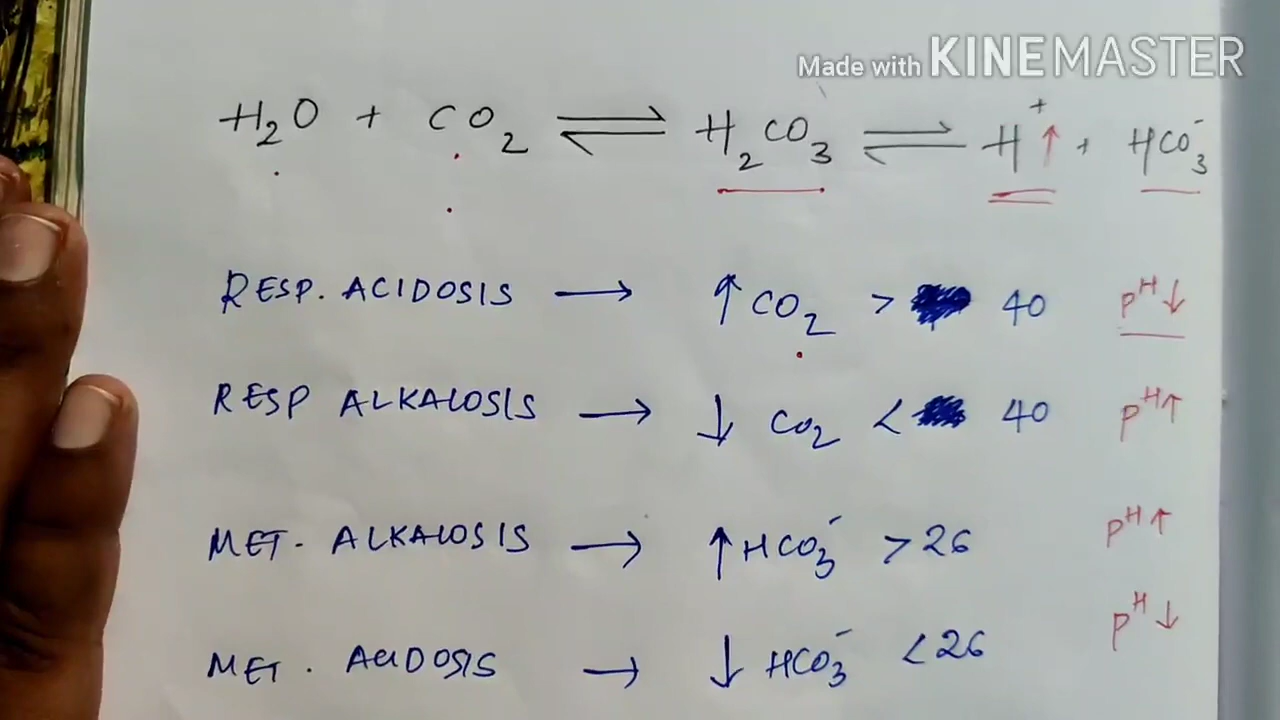 Made with KINEMASTER
H₂O + CO₂ ⇌ H₂CO₃ ⇌ H⁺ ↑ + HCO₃⁻
RESP. ACIDOSIS → ↑ CO₂ > 40 pH ↓
RESP ALKALOSIS → ↓ CO₂ < 40 pH ↑
MET. ALKALOSIS → ↑ HCO₃⁻ > 26 pH ↑
MET. ACIDOSIS → ↓ HCO₃⁻ < 26 pH ↓